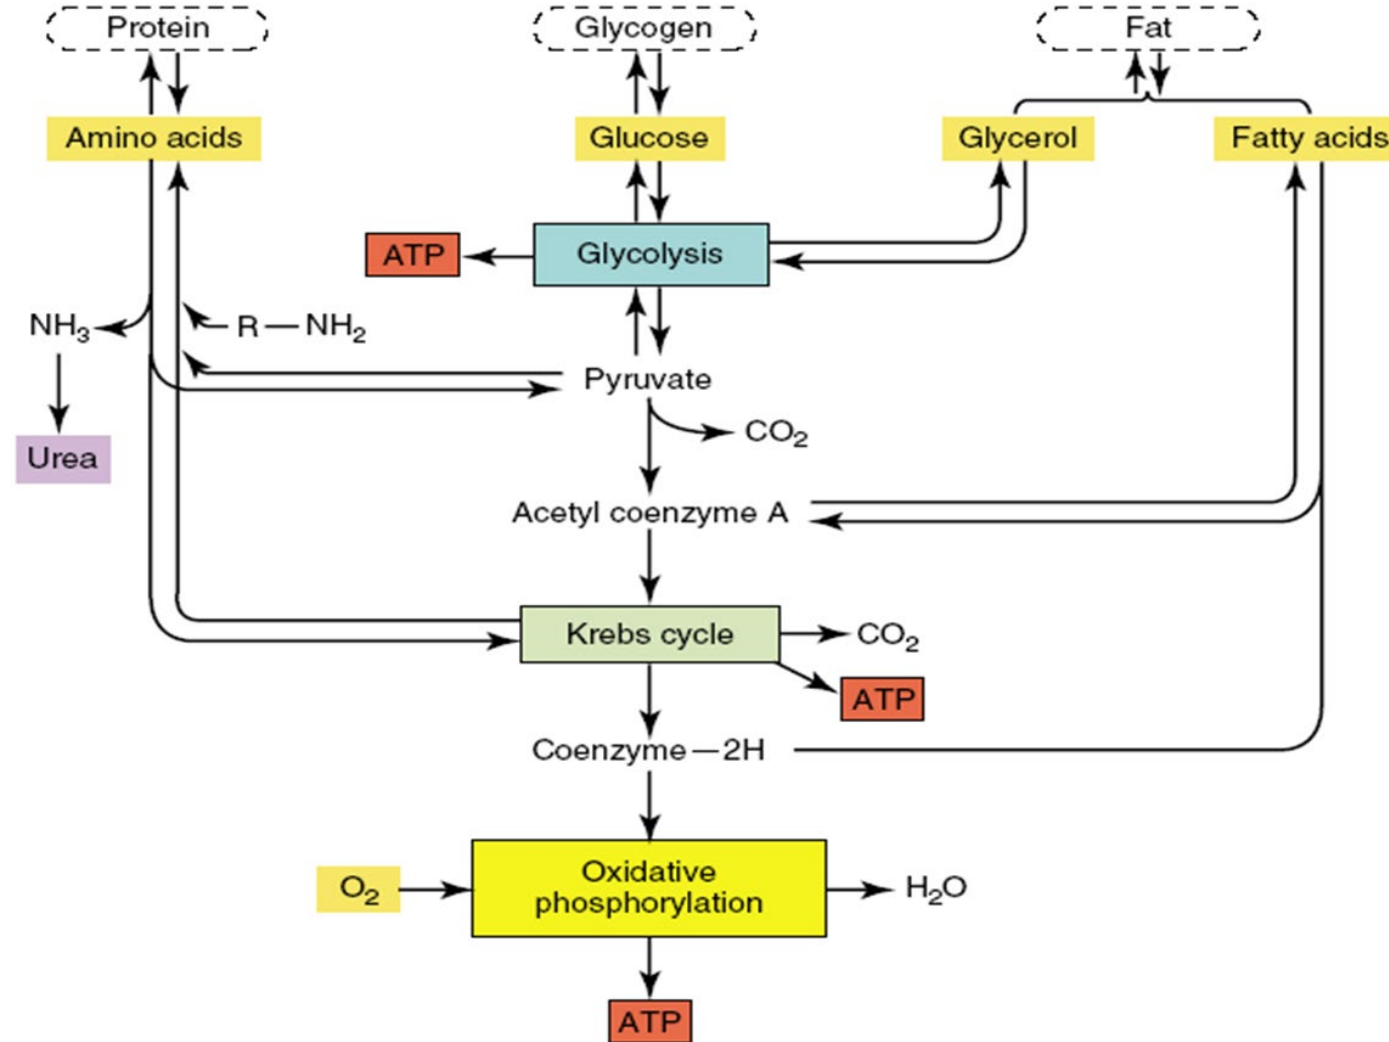 Protein
Glycogen
Fat
Amino acids
Glucose
Glycerol
Fatty acids
ATP
Glycolysis
NH₃
R—NH₂
Pyruvate
CO₂
Urea
Acetyl coenzyme A
Krebs cycle
CO₂
ATP
Coenzyme—2H
O₂
Oxidative
phosphorylation
H₂O
ATP